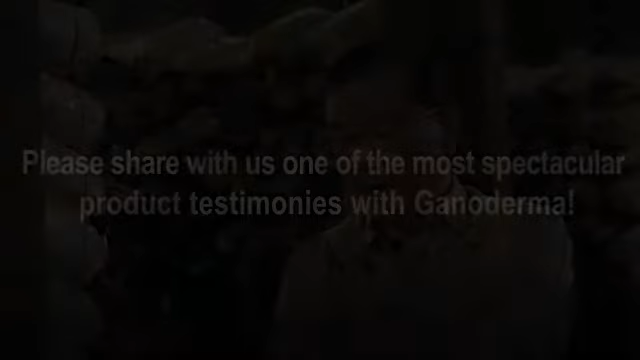 Please share with us one of the most spectacular
product testimonies with Ganoderma!